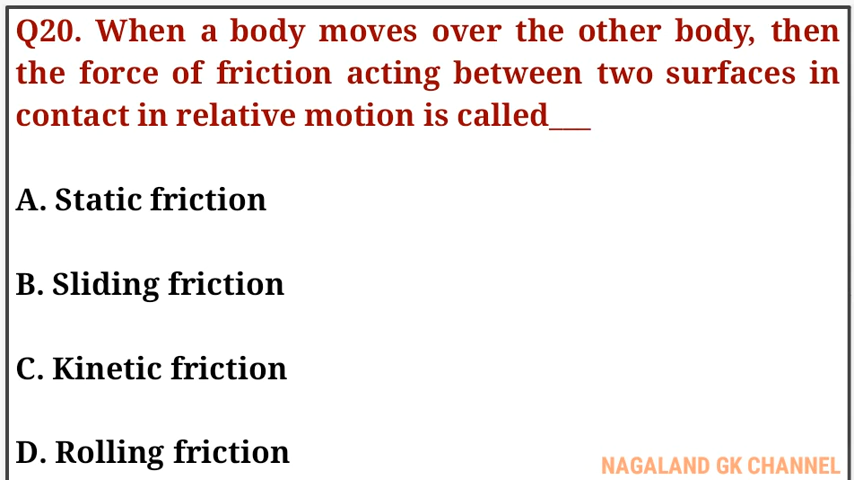 Q20. When a body moves over the other body, then
the force of friction acting between two surfaces in
contact in relative motion is called___
A. Static friction
B. Sliding friction
C. Kinetic friction
D. Rolling friction
NAGALAND GK CHANNEL